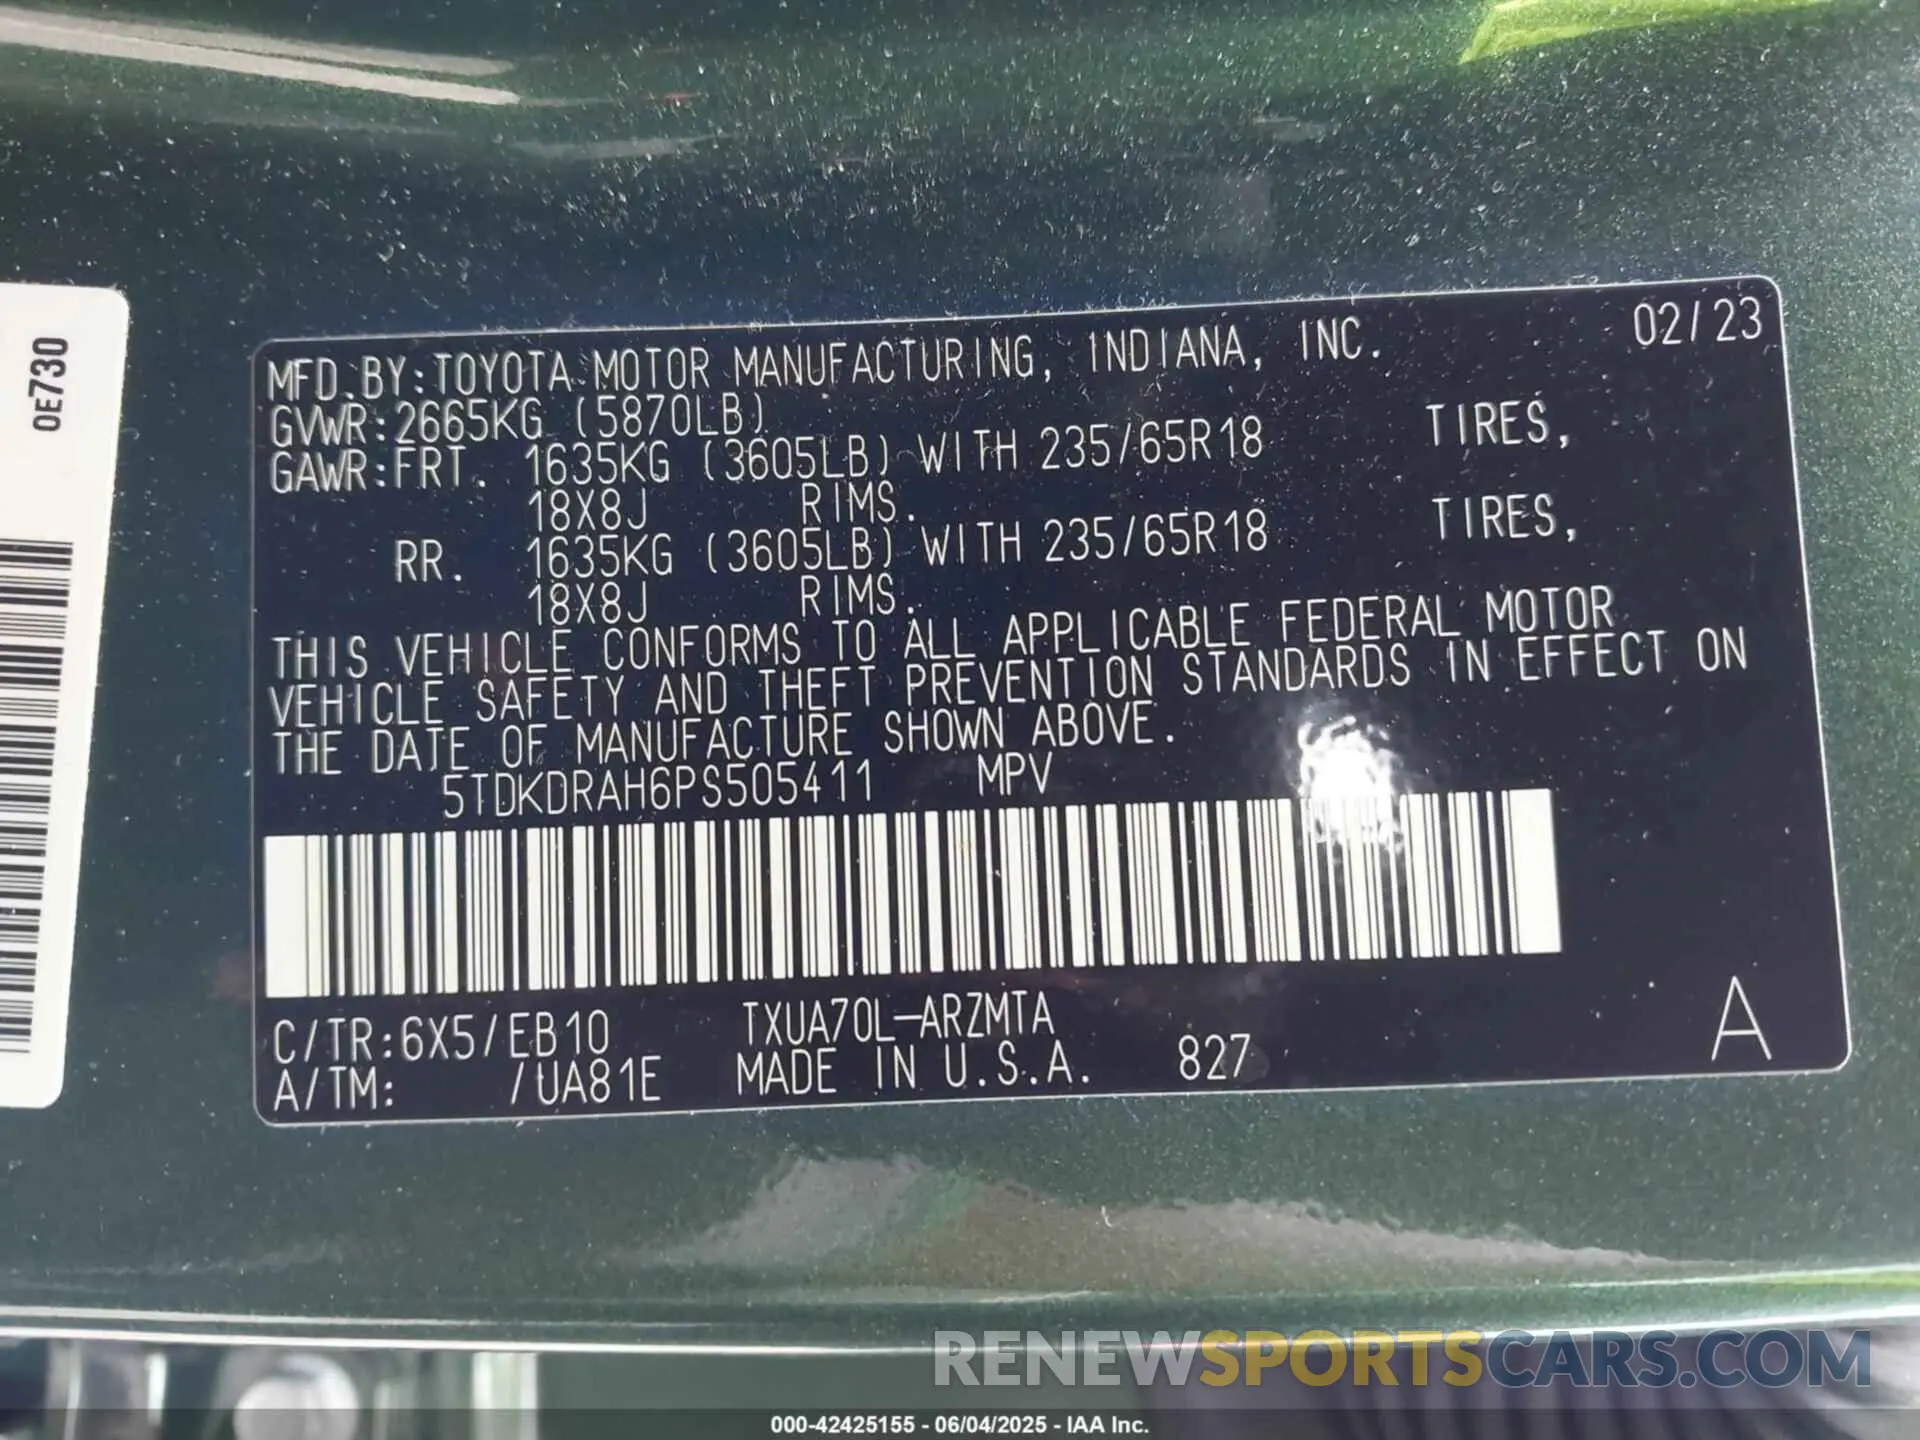 0E730
MFD.BY:TOYOTA MOTOR MANUFACTURING, INDIANA, INC. 02/23
GVWR:2665KG (5870LB)
GAWR:FRT. 1635KG (3605LB) WITH 235/65R18 TIRES,
18X8J RIMS.
RR. 1635KG (3605LB) WITH 235/65R18 TIRES,
18X8J RIMS.
THIS VEHICLE CONFORMS TO ALL APPLICABLE FEDERAL MOTOR
VEHICLE SAFETY AND THEFT PREVENTION STANDARDS IN EFFECT ON
THE DATE OF MANUFACTURE SHOWN ABOVE.
5TDKDRAH6PS505411 MPV
C/TR:6X5/EB10 TXUA70L-ARZMTA
A/TM: /UA81E MADE IN U.S.A. 827 A
RENEWSPORTSCARS.COM
000-42425155 - 06/04/2025 - IAA Inc.